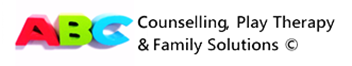 ABC Counselling, Play Therapy
& Family Solutions ©